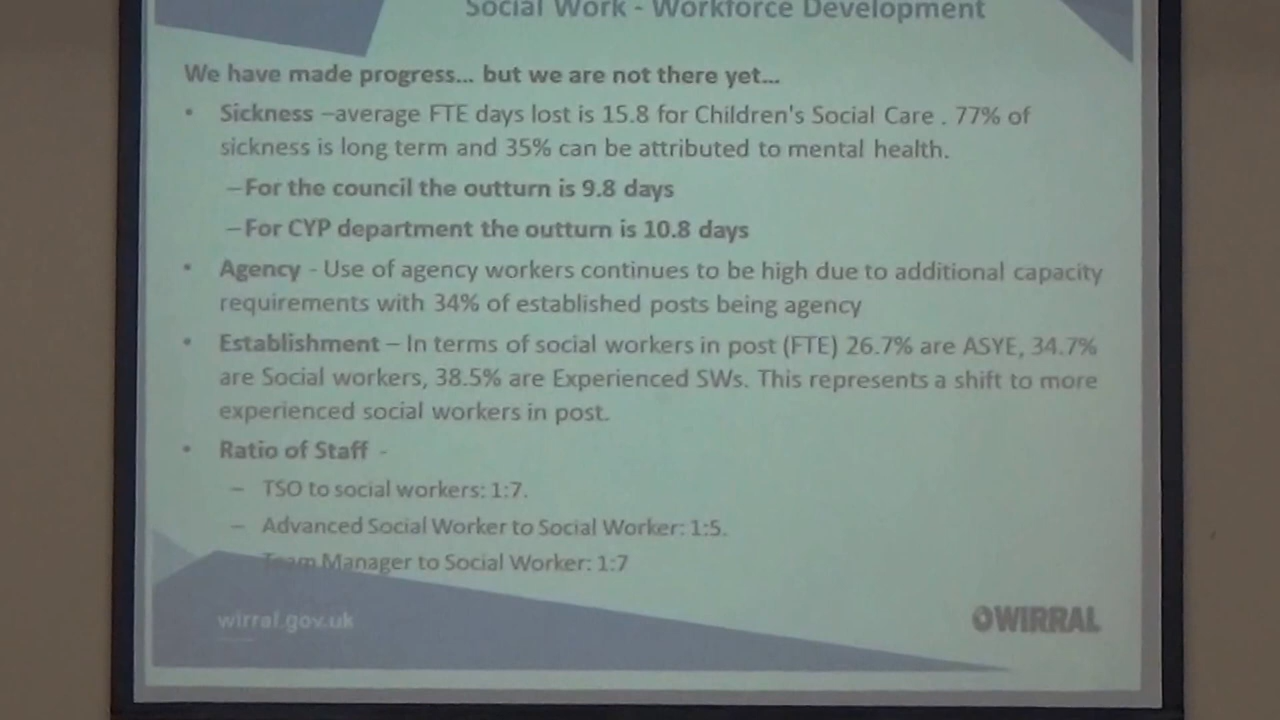 Social Work - Workforce Development
We have made progress... but we are not there yet...
• Sickness –average FTE days lost is 15.8 for Children's Social Care . 77% of
sickness is long term and 35% can be attributed to mental health.
–For the council the outturn is 9.8 days
–For CYP department the outturn is 10.8 days
• Agency - Use of agency workers continues to be high due to additional capacity
requirements with 34% of established posts being agency
• Establishment – In terms of social workers in post (FTE) 26.7% are ASYE, 34.7%
are Social workers, 38.5% are Experienced SWs. This represents a shift to more
experienced social workers in post.
• Ratio of Staff -
– TSO to social workers: 1:7.
– Advanced Social Worker to Social Worker: 1:5.
Team Manager to Social Worker: 1:7
wirral.gov.uk
WIRRAL